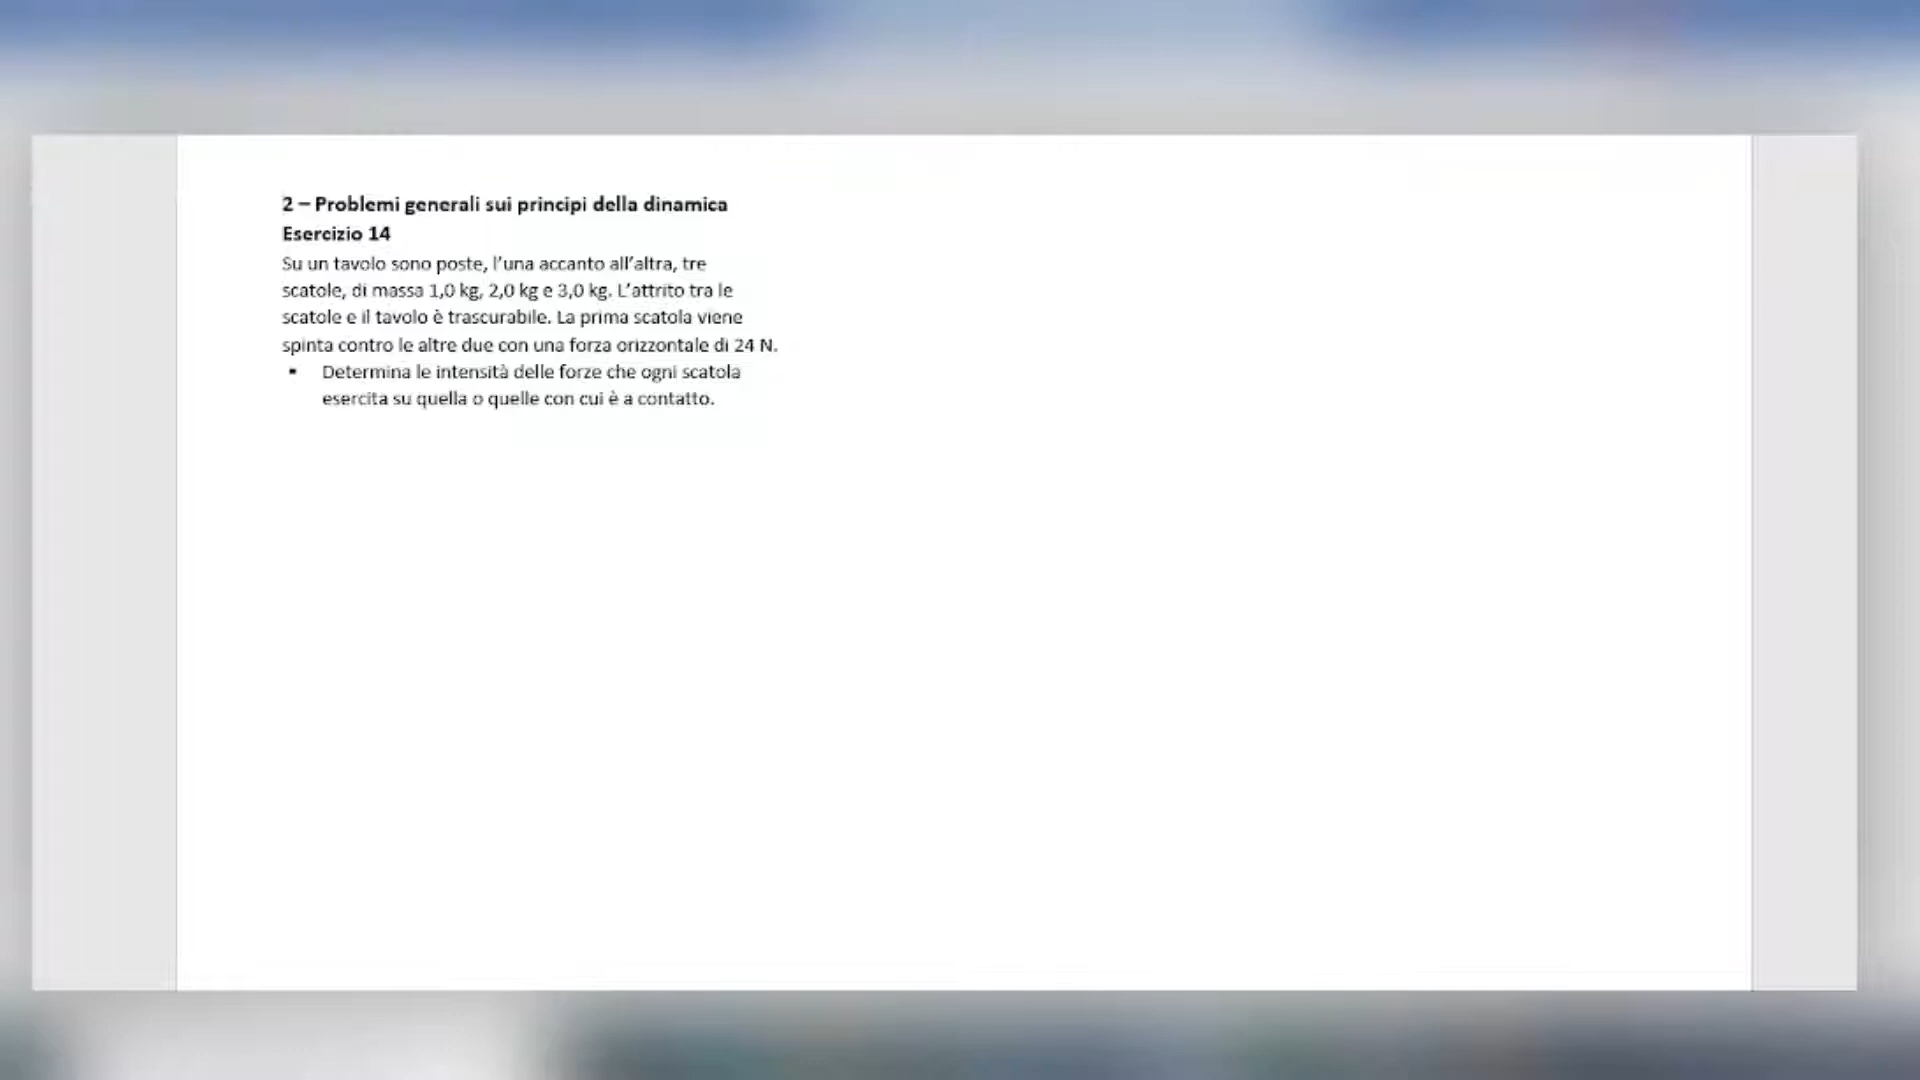 2 – Problemi generali sui principi della dinamica
Esercizio 14
Su un tavolo sono poste, l’una accanto all’altra, tre
scatole, di massa 1,0 kg, 2,0 kg e 3,0 kg. L’attrito tra le
scatole e il tavolo è trascurabile. La prima scatola viene
spinta contro le altre due con una forza orizzontale di 24 N.
▪ Determina le intensità delle forze che ogni scatola
esercita su quella o quelle con cui è a contatto.